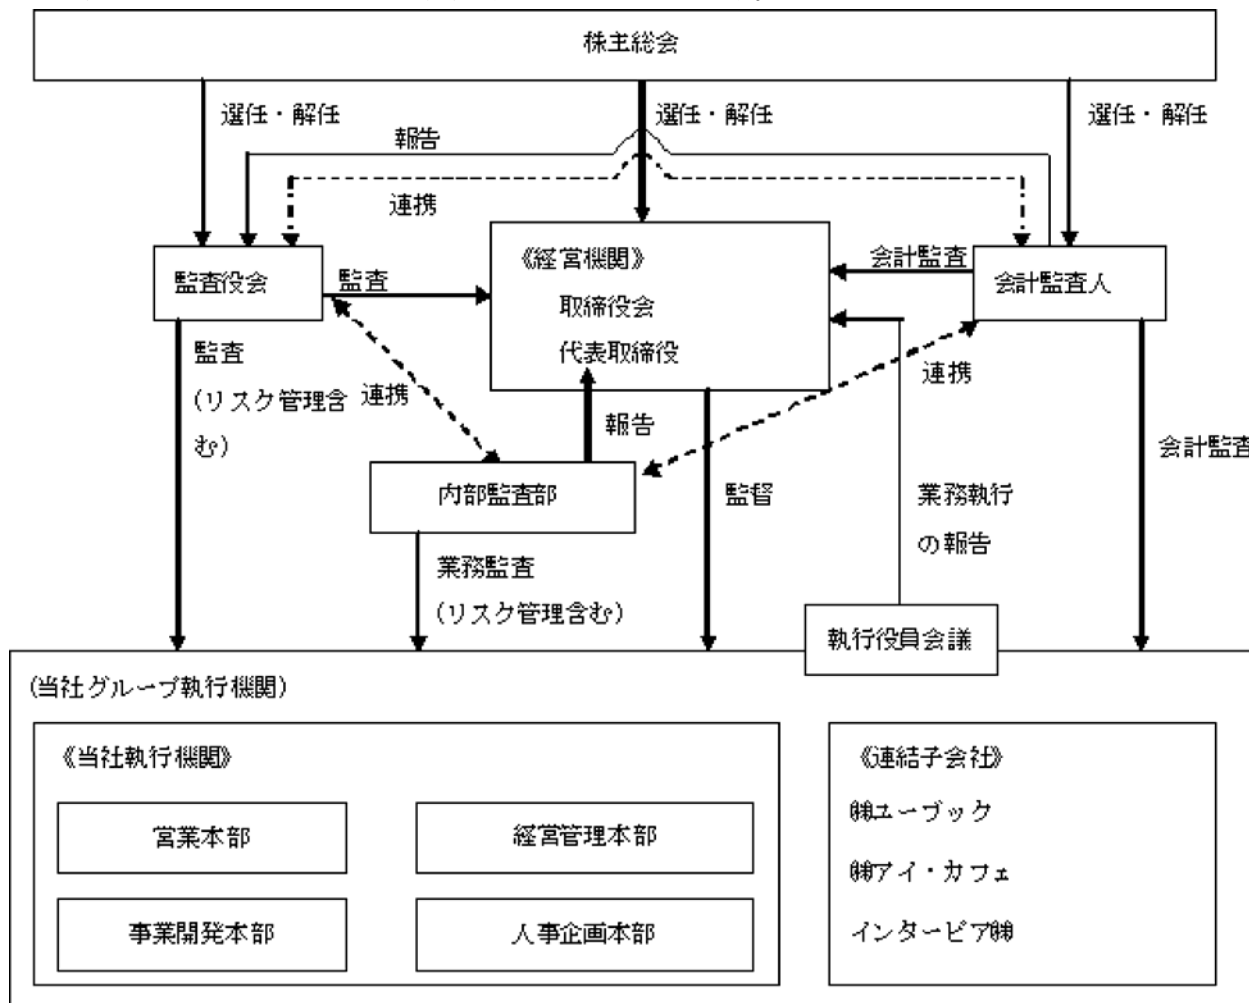 株主総会
選任・解任
選任・解任
選任・解任
報告
連携
監査役会
監査
《経営機関》
取締役会
代表取締役
会計監査
会計監査人
監査
(リスク管理含
む)
連携
報告
連携
会計監査
内部監査部
監督
業務執行
の報告
業務監査
(リスク管理含む)
執行役員会議
(当社グループ執行機関)
《当社執行機関》
営業本部
経営管理本部
事業開発本部
人事企画本部
《連結子会社》
㈱ユーブック
㈱アイ・カフェ
インターピア㈱